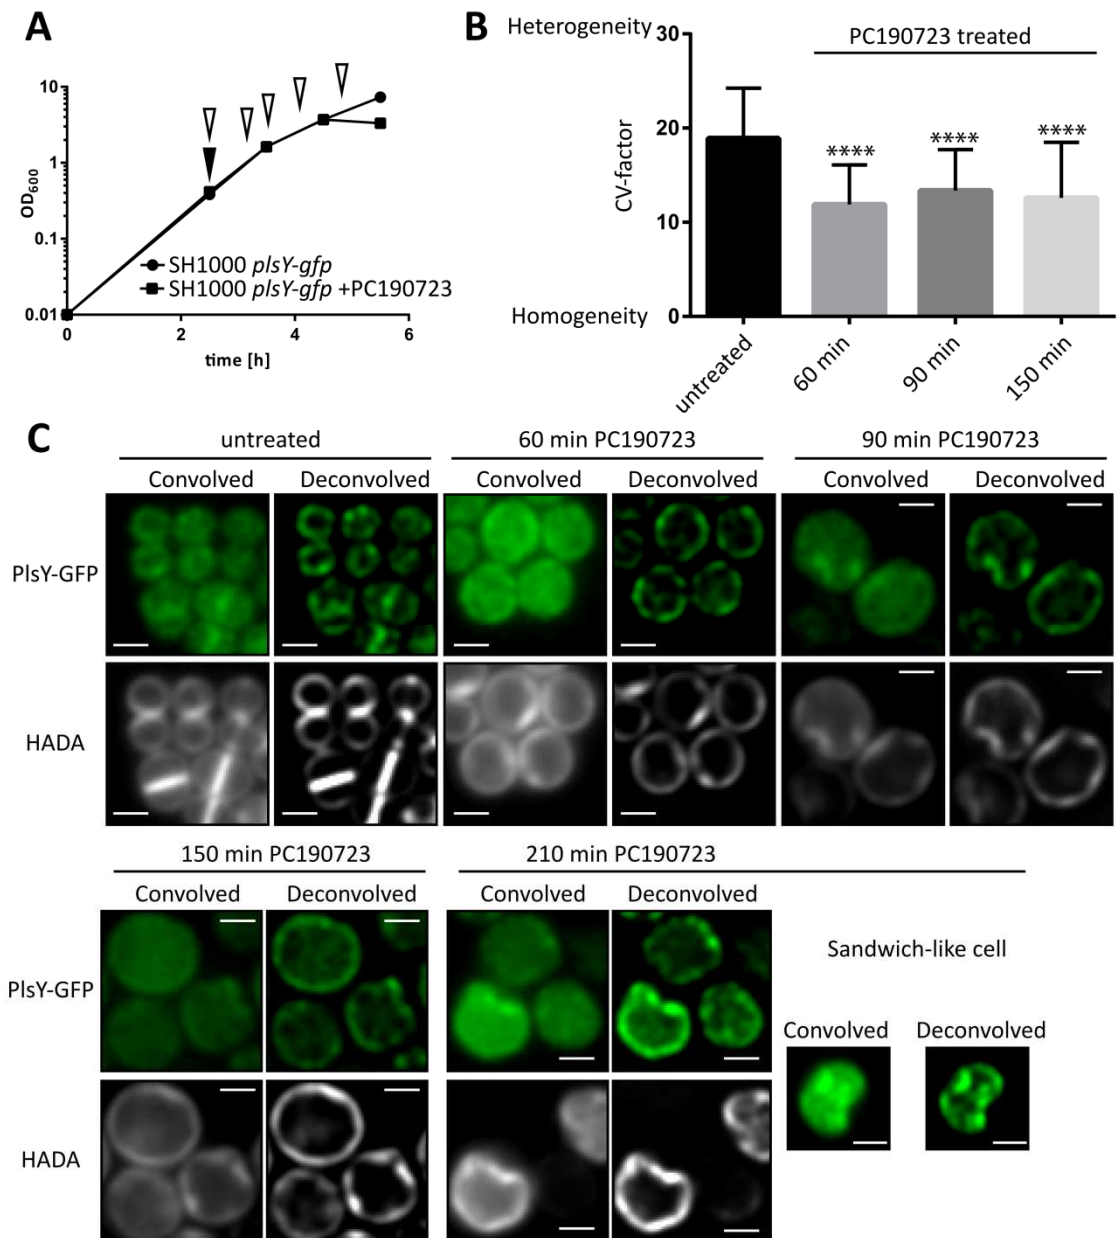 A
10
1
0.1
0.01
OD600
0
2
4
6
time [h]
SH1000 plsY-gfp
SH1000 plsY-gfp +PC190723
B
Heterogeneity
Homogeneity
30
20
10
0
CV-factor
PC190723 treated
****
****
****
untreated
60 min
90 min
150 min
C
untreated
60 min PC190723
90 min PC190723
Convolved
Deconvolved
Convolved
Deconvolved
Convolved
Deconvolved
PlsY-GFP
HADA
150 min PC190723
210 min PC190723
Convolved
Deconvolved
Convolved
Deconvolved
PlsY-GFP
Sandwich-like cell
Convolved
Deconvolved
HADA